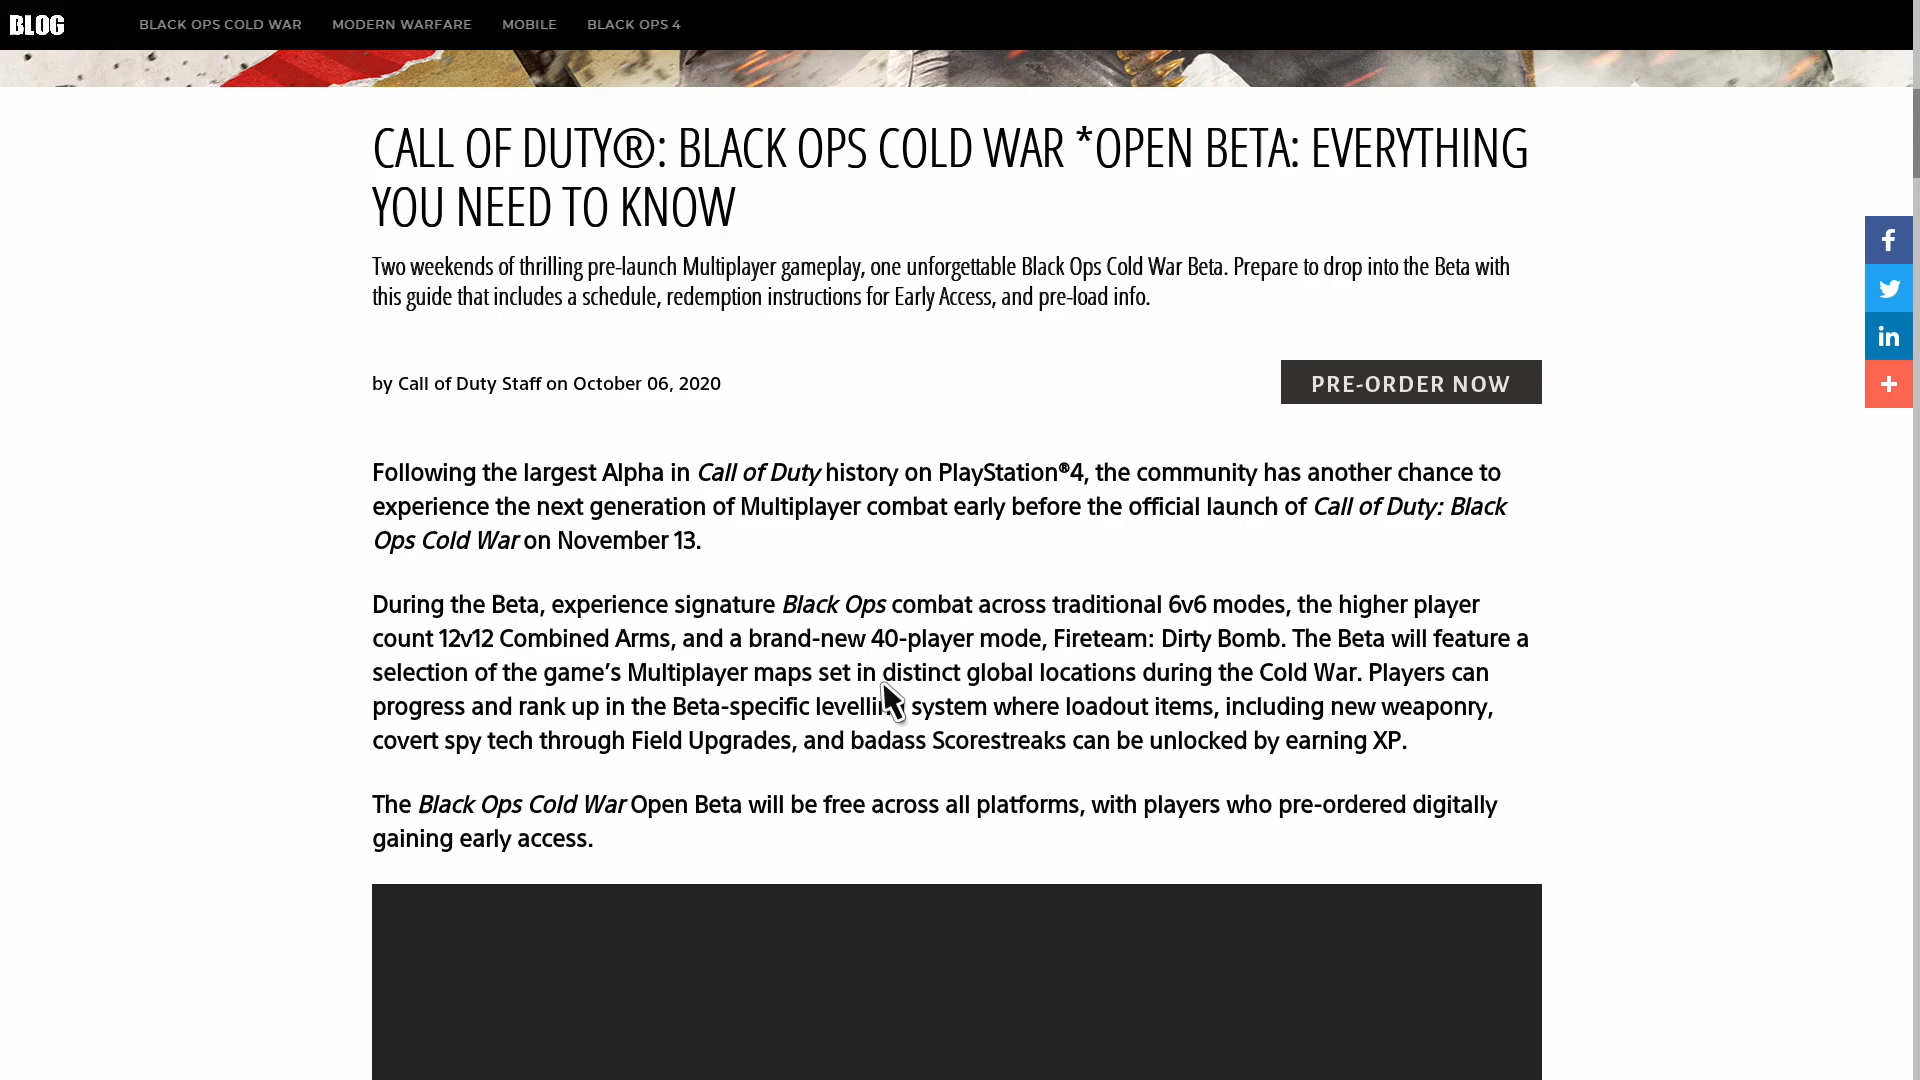 BLOG
BLACK OPS COLD WAR
MODERN WARFARE
MOBILE
BLACK OPS 4
CALL OF DUTY®: BLACK OPS COLD WAR *OPEN BETA: EVERYTHING
YOU NEED TO KNOW
Two weekends of thrilling pre-launch Multiplayer gameplay, one unforgettable Black Ops Cold War Beta. Prepare to drop into the Beta with
this guide that includes a schedule, redemption instructions for Early Access, and pre-load info.
by Call of Duty Staff on October 06, 2020
PRE-ORDER NOW
Following the largest Alpha in Call of Duty history on PlayStation®4, the community has another chance to
experience the next generation of Multiplayer combat early before the official launch of Call of Duty: Black
Ops Cold War on November 13.
During the Beta, experience signature Black Ops combat across traditional 6v6 modes, the higher player
count 12v12 Combined Arms, and a brand-new 40-player mode, Fireteam: Dirty Bomb. The Beta will feature a
selection of the game’s Multiplayer maps set in distinct global locations during the Cold War. Players can
progress and rank up in the Beta-specific levelling system where loadout items, including new weaponry,
covert spy tech through Field Upgrades, and badass Scorestreaks can be unlocked by earning XP.
The Black Ops Cold War Open Beta will be free across all platforms, with players who pre-ordered digitally
gaining early access.